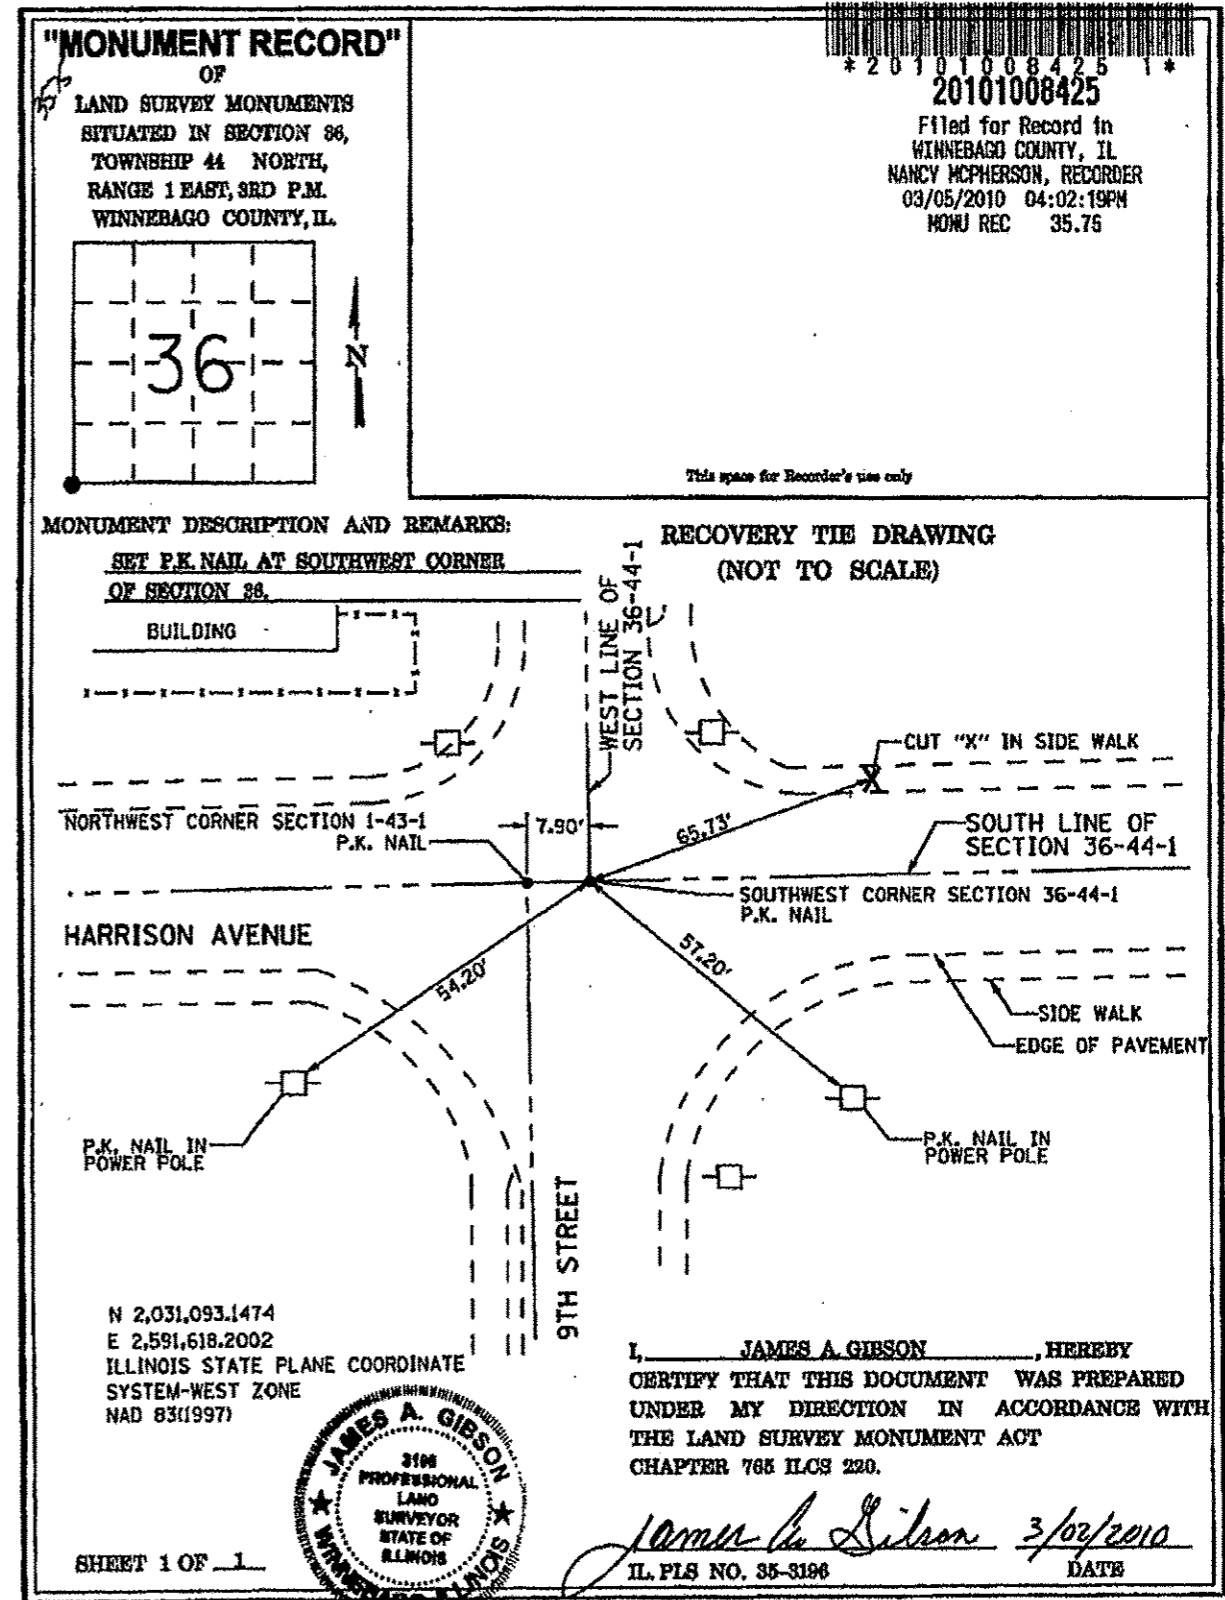 "MONUMENT RECORD"
OF
LAND SURVEY MONUMENTS
SITUATED IN SECTION 36,
TOWNSHIP 44 NORTH,
RANGE 1 EAST, 3RD P.M.
WINNEBAGO COUNTY, IL.
36
N
*20101008425 1*
20101008425
Filed for Record in
WINNEBAGO COUNTY, IL
NANCY MCPHERSON, RECORDER
03/05/2010 04:02:19PM
MONU REC 35.75
This space for Recorder's use only
MONUMENT DESCRIPTION AND REMARKS:
SET P.K. NAIL AT SOUTHWEST CORNER
OF SECTION 36.
RECOVERY TIE DRAWING
(NOT TO SCALE)
BUILDING
WEST LINE OF
SECTION 36-44-1
CUT "X" IN SIDE WALK
X
NORTHWEST CORNER SECTION 1-43-1
P.K. NAIL
7.90'
65.73'
SOUTH LINE OF
SECTION 36-44-1
SOUTHWEST CORNER SECTION 36-44-1
P.K. NAIL
HARRISON AVENUE
54.20'
57.20'
SIDE WALK
EDGE OF PAVEMENT
P.K. NAIL IN
POWER POLE
P.K. NAIL IN
POWER POLE
9TH STREET
N 2,031,093.1474
E 2,591,618.2002
ILLINOIS STATE PLANE COORDINATE
SYSTEM-WEST ZONE
NAD 83(1997)
JAMES A. GIBSON
3196
PROFESSIONAL
LAND
SURVEYOR
STATE OF
ILLINOIS
WINNEBAGO, ILLINOIS
I, JAMES A. GIBSON, HEREBY
CERTIFY THAT THIS DOCUMENT WAS PREPARED
UNDER MY DIRECTION IN ACCORDANCE WITH
THE LAND SURVEY MONUMENT ACT
CHAPTER 765 ILCS 220.
James A. Gibson 3/02/2010
IL. PLS NO. 35-3196 DATE
SHEET 1 OF 1